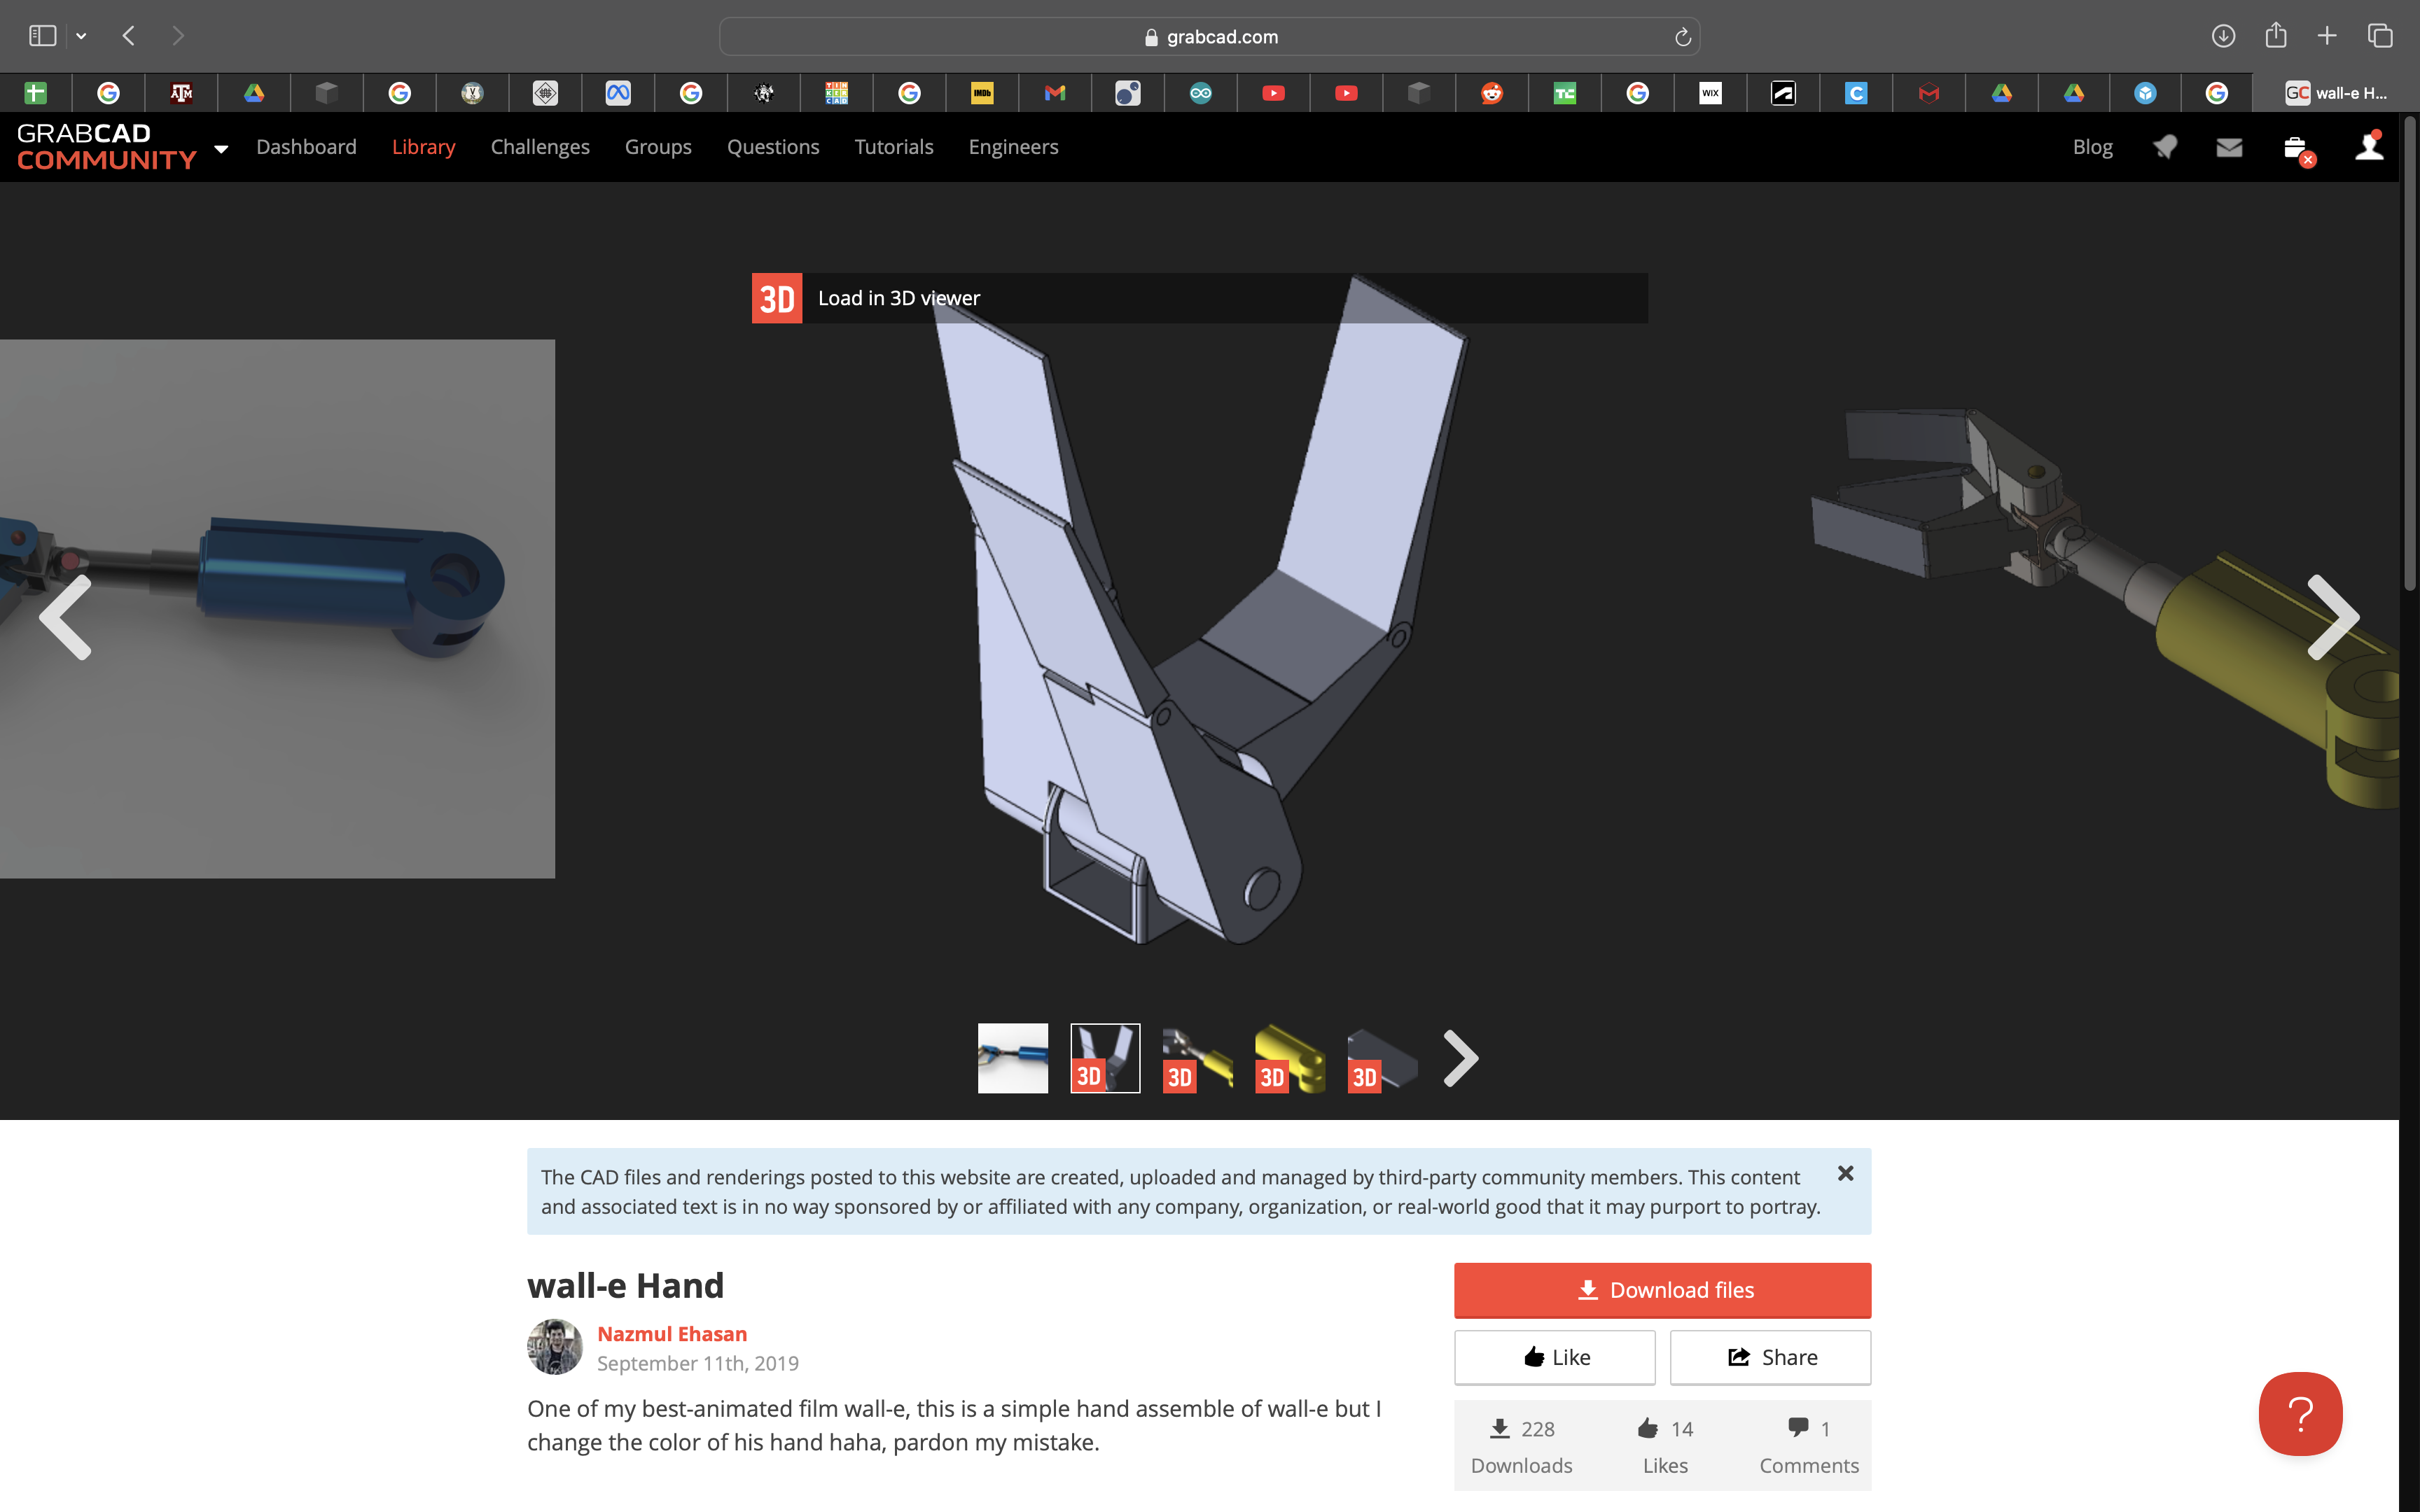 grabcad.com
wall-e H...
GRABCAD
COMMUNITY
Dashboard
Library
Challenges
Groups
Questions
Tutorials
Engineers
Blog
3D
Load in 3D viewer
3D
3D
3D
3D
The CAD files and renderings posted to this website are created, uploaded and managed by third-party community members. This content
and associated text is in no way sponsored by or affiliated with any company, organization, or real-world good that it may purport to portray.
wall-e Hand
Download files
Nazmul Ehasan
September 11th, 2019
Like
Share
One of my best-animated film wall-e, this is a simple hand assemble of wall-e but I
change the color of his hand haha, pardon my mistake.
228
14
1
Downloads
Likes
Comments
?